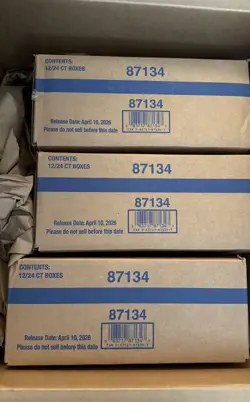 CONTENTS:
12/24 CT BOXES
87134
87134
Release Date: April 10, 2026
Please do not sell before this date
CONTENTS:
12/24 CT BOXES
87134
87134
Release Date: April 10, 2026
Please do not sell before this date
CONTENTS:
12/24 CT BOXES
87134
87134
Release Date: April 10, 2026
Please do not sell before this date